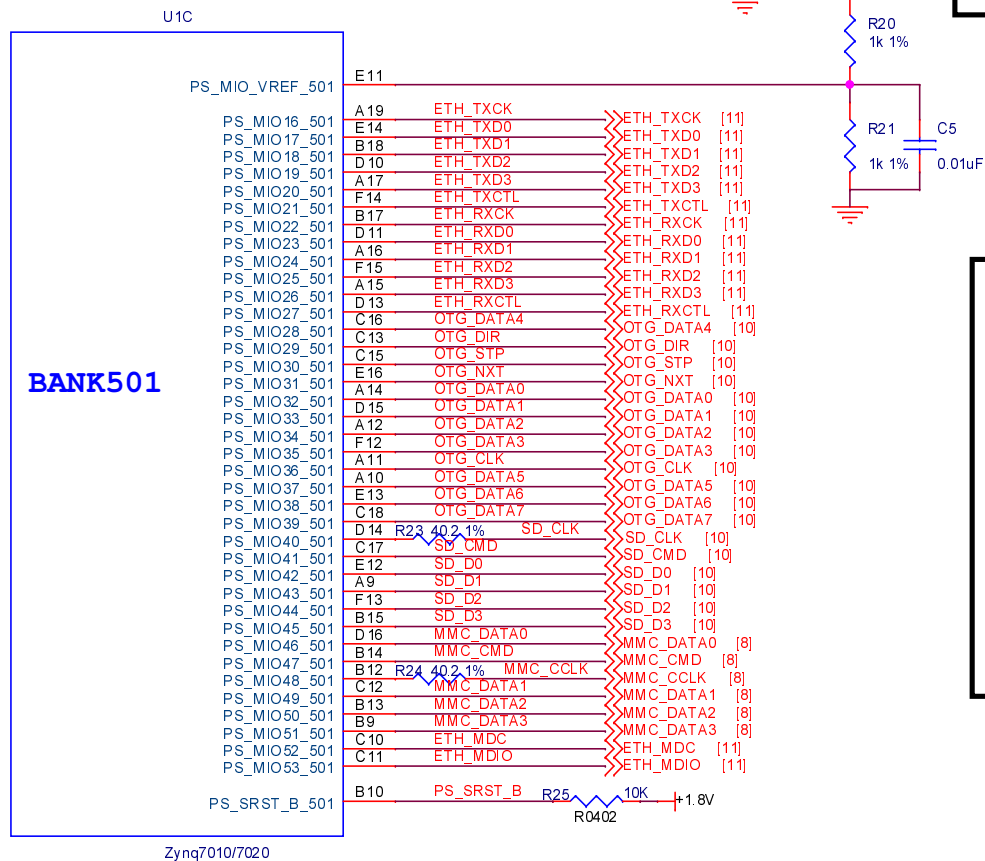 U1C
R20
1k 1%
PS_MIO_VREF_501 E11
R21
1k 1%
C5
0.01uF
PS_MIO16_501 A19 ETH_TXCK ETH_TXCK [11]
PS_MIO17_501 E14 ETH_TXD0 ETH_TXD0 [11]
PS_MIO18_501 B18 ETH_TXD1 ETH_TXD1 [11]
PS_MIO19_501 D10 ETH_TXD2 ETH_TXD2 [11]
PS_MIO20_501 A17 ETH_TXD3 ETH_TXD3 [11]
PS_MIO21_501 F14 ETH_TXCTL ETH_TXCTL [11]
PS_MIO22_501 B17 ETH_RXCK ETH_RXCK [11]
PS_MIO23_501 D11 ETH_RXD0 ETH_RXD0 [11]
PS_MIO24_501 A16 ETH_RXD1 ETH_RXD1 [11]
PS_MIO25_501 F15 ETH_RXD2 ETH_RXD2 [11]
PS_MIO26_501 A15 ETH_RXD3 ETH_RXD3 [11]
PS_MIO27_501 D13 ETH_RXCTL ETH_RXCTL [11]
PS_MIO28_501 C16 OTG_DATA4 OTG_DATA4 [10]
PS_MIO29_501 C13 OTG_DIR OTG_DIR [10]
PS_MIO30_501 C15 OTG_STP OTG_STP [10]
PS_MIO31_501 E16 OTG_NXT OTG_NXT [10]
BANK501
PS_MIO32_501 A14 OTG_DATA0 OTG_DATA0 [10]
PS_MIO33_501 D15 OTG_DATA1 OTG_DATA1 [10]
PS_MIO34_501 A12 OTG_DATA2 OTG_DATA2 [10]
PS_MIO35_501 F12 OTG_DATA3 OTG_DATA3 [10]
PS_MIO36_501 A11 OTG_CLK OTG_CLK [10]
PS_MIO37_501 A10 OTG_DATA5 OTG_DATA5 [10]
PS_MIO38_501 E13 OTG_DATA6 OTG_DATA6 [10]
PS_MIO39_501 C18 OTG_DATA7 OTG_DATA7 [10]
PS_MIO40_501 D14 R23 40.2 1% SD_CLK SD_CLK [10]
PS_MIO41_501 C17 SD_CMD SD_CMD [10]
PS_MIO42_501 E12 SD_D0 SD_D0 [10]
PS_MIO43_501 A9 SD_D1 SD_D1 [10]
PS_MIO44_501 F13 SD_D2 SD_D2 [10]
PS_MIO45_501 B15 SD_D3 SD_D3 [10]
PS_MIO46_501 D16 MMC_DATA0 MMC_DATA0 [8]
PS_MIO47_501 B14 MMC_CMD MMC_CMD [8]
PS_MIO48_501 B12 R24 40.2 1% MMC_CCLK MMC_CCLK [8]
PS_MIO49_501 C12 MMC_DATA1 MMC_DATA1 [8]
PS_MIO50_501 B13 MMC_DATA2 MMC_DATA2 [8]
PS_MIO51_501 B9 MMC_DATA3 MMC_DATA3 [8]
PS_MIO52_501 C10 ETH_MDC ETH_MDC [11]
PS_MIO53_501 C11 ETH_MDIO ETH_MDIO [11]
PS_SRST_B_501 B10 PS_SRST_B R25 10K +1.8V
R0402
Zynq7010/7020